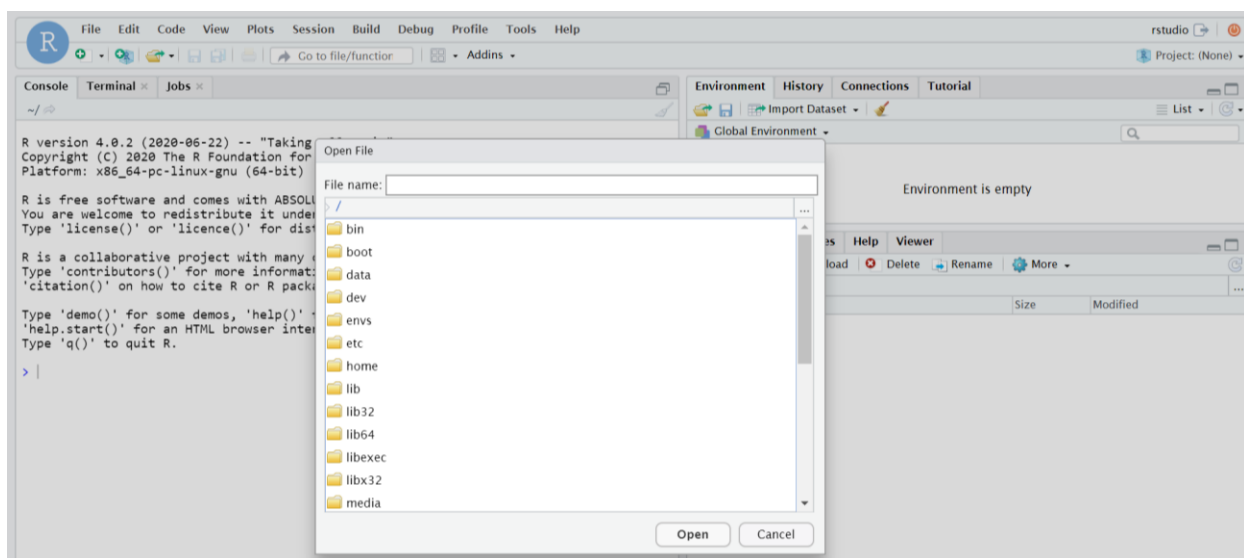 R
File Edit Code View Plots Session Build Debug Profile Tools Help
rstudio
Go to file/function
Addins
Project: (None)
Console Terminal Jobs
Environment History Connections Tutorial
~/
Import Dataset
List
Global Environment
R version 4.0.2 (2020-06-22) -- "Taking
Copyright (C) 2020 The R Foundation for
Platform: x86_64-pc-linux-gnu (64-bit)
R is free software and comes with ABSOLU
You are welcome to redistribute it under
Type 'license()' or 'licence()' for dist
R is a collaborative project with many
Type 'contributors()' for more informat
'citation()' on how to cite R or R packa
Type 'demo()' for some demos, 'help()'
'help.start()' for an HTML browser inte
Type 'q()' to quit R.
>
Open File
File name:
/
...
bin
boot
data
dev
envs
etc
home
lib
lib32
lib64
libexec
libx32
media
Open Cancel
Environment is empty
es Help Viewer
load Delete Rename More
...
Size Modified